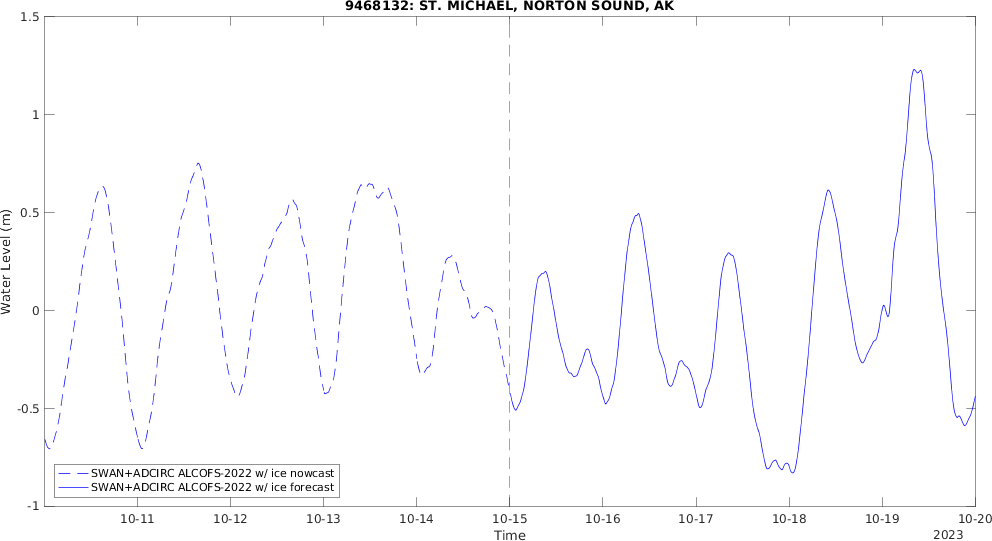 9468132: ST. MICHAEL, NORTON SOUND, AK
Water Level (m)
1.5
1
0.5
0
-0.5
-1
SWAN+ADCIRC ALCOFS-2022 w/ ice nowcast
SWAN+ADCIRC ALCOFS-2022 w/ ice forecast
10-11 10-12 10-13 10-14 10-15 10-16 10-17 10-18 10-19 10-20
Time
2023